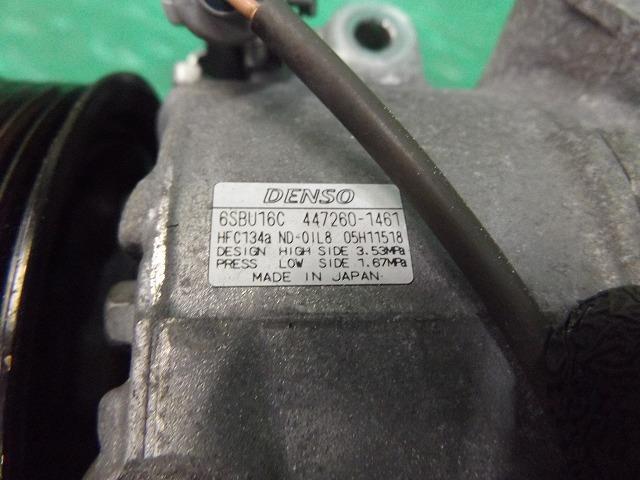 DENSO
6SBU16C 447260-1461
HFC134a ND-OIL8 05H11518
DESIGN HIGH SIDE 3.53MPa
PRESS LOW SIDE 1.67MPa
MADE IN JAPAN